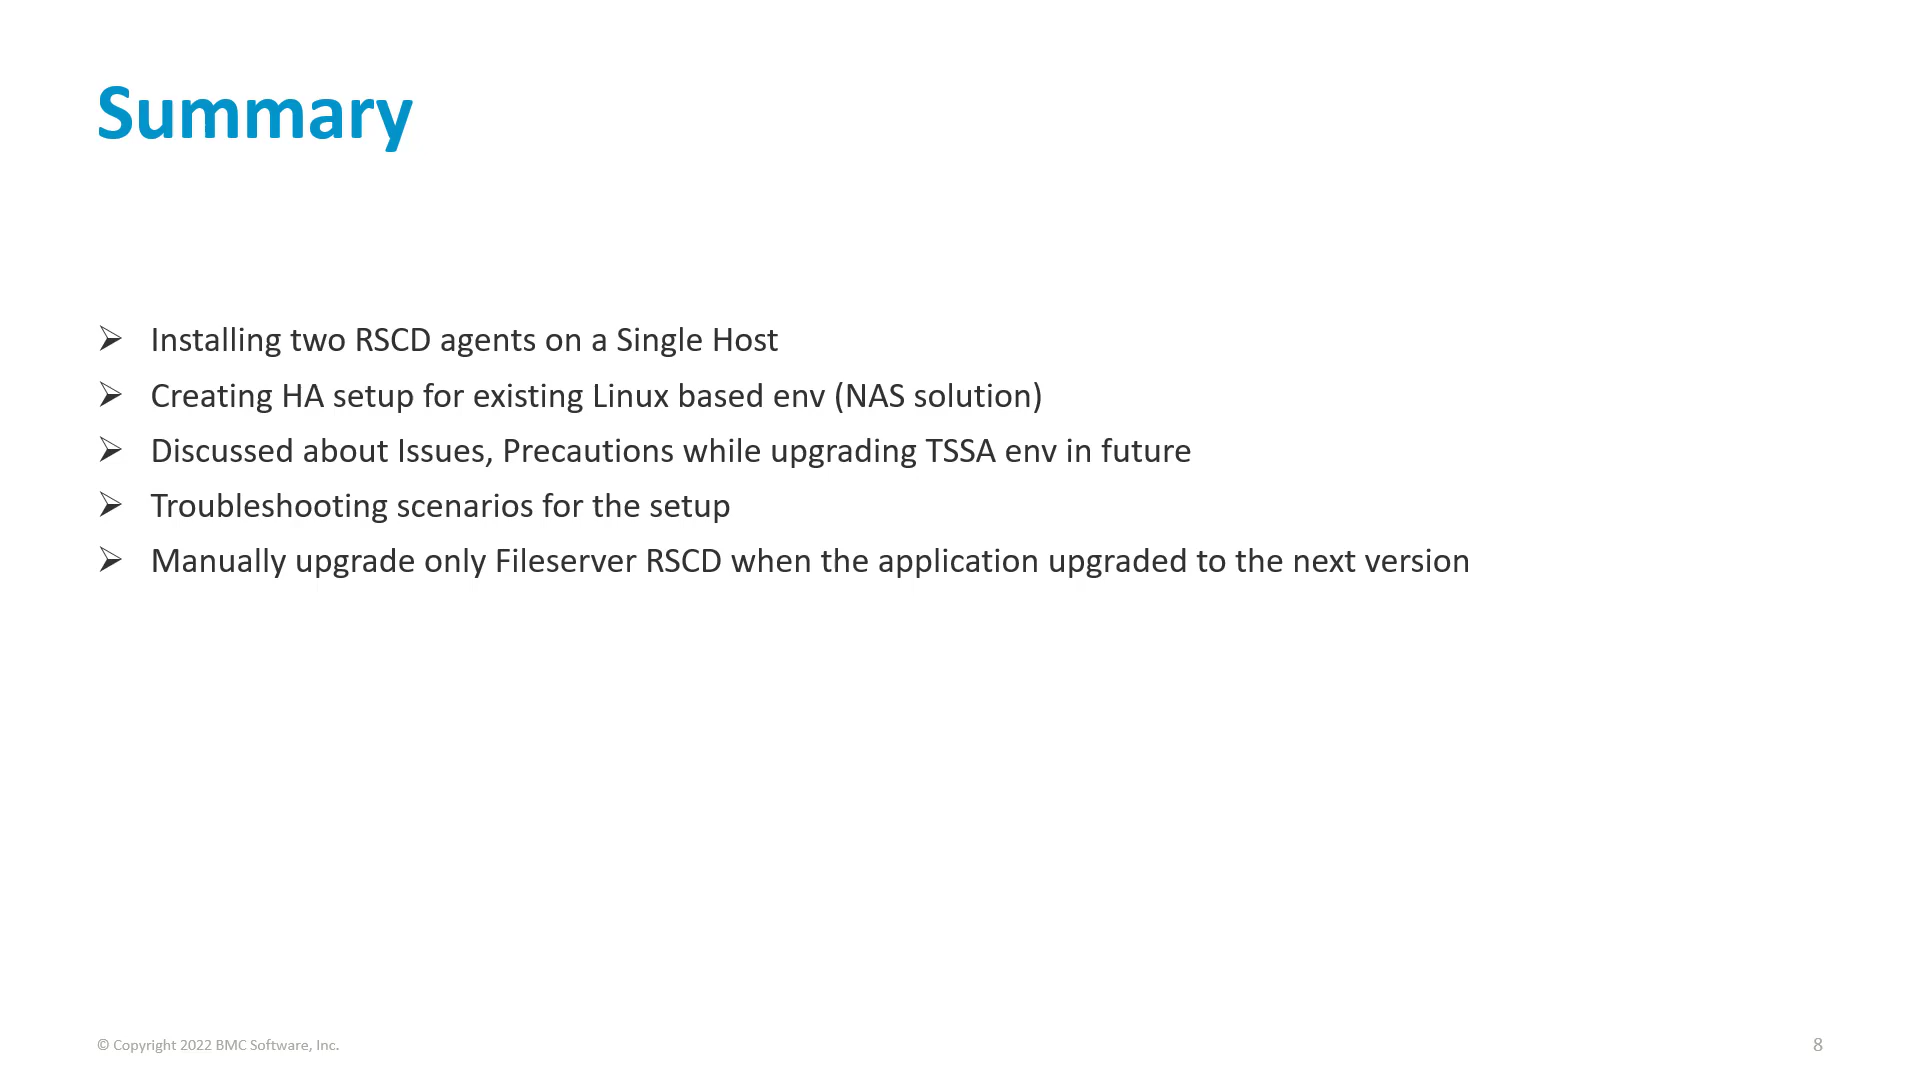 Summary
➢ Installing two RSCD agents on a Single Host
➢ Creating HA setup for existing Linux based env (NAS solution)
➢ Discussed about Issues, Precautions while upgrading TSSA env in future
➢ Troubleshooting scenarios for the setup
➢ Manually upgrade only Fileserver RSCD when the application upgraded to the next version
© Copyright 2022 BMC Software, Inc.
8